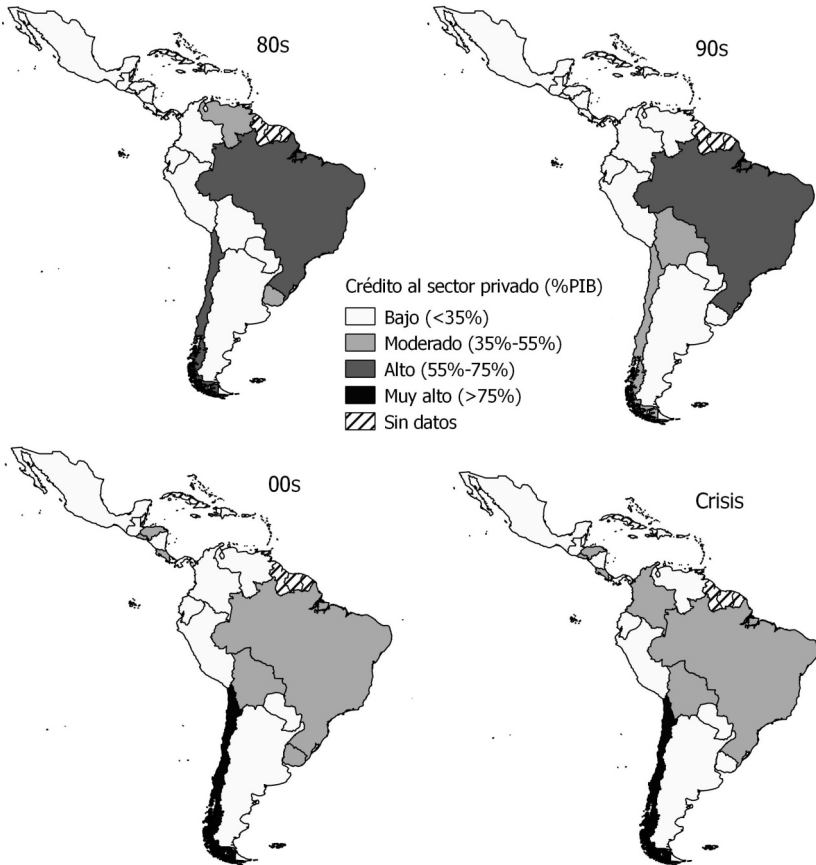 80s
90s
Crédito al sector privado (%PIB)
Bajo (<35%)
Moderado (35%-55%)
Alto (55%-75%)
Muy alto (>75%)
Sin datos
00s
Crisis